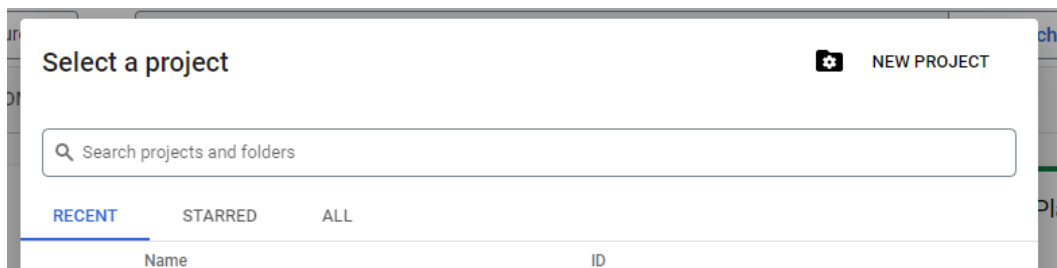 Select a project
NEW PROJECT
Search projects and folders
RECENT STARRED ALL
Name ID